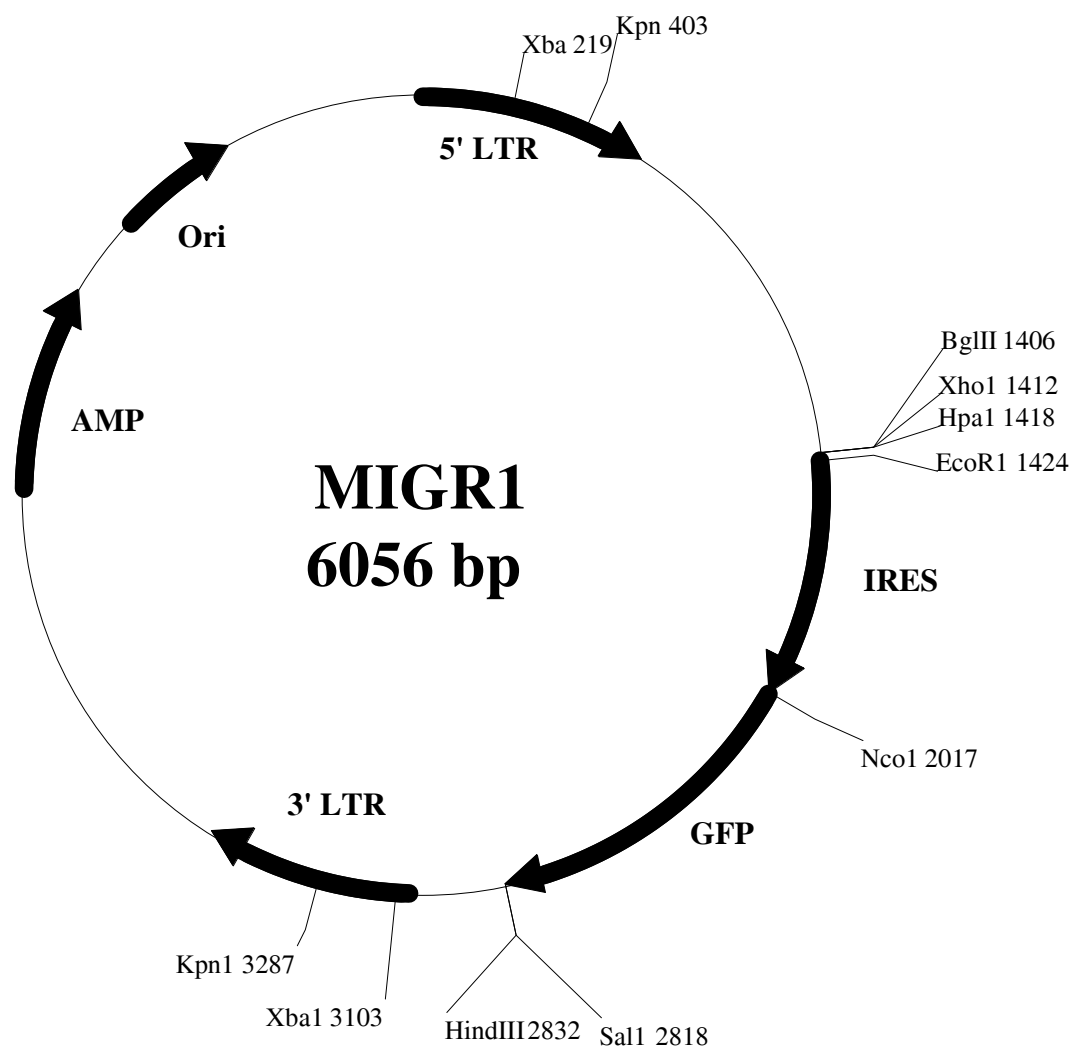 Kpn 403
Xba 219
5' LTR
Ori
BglII 1406
Xho1 1412
Hpa1 1418
AMP
EcoR1 1424
MIGR1
6056 bp
IRES
Nco1 2017
3' LTR
GFP
Kpn1 3287
Xba1 3103
HindIII 2832
Sal1 2818